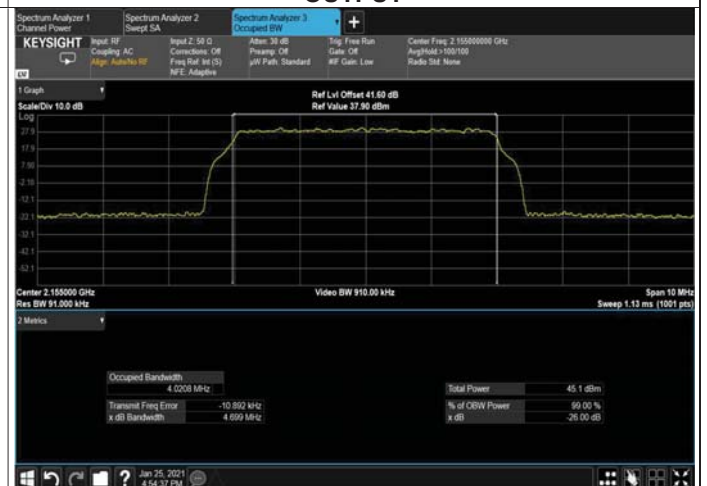 Spectrum Analyzer 1
Channel Power
Spectrum Analyzer 2
Swept SA
Spectrum Analyzer 3
Occupied BW
KEYSIGHT
Input: RF
Coupling: AC
Align: Auto/No RF
Input Z: 50 Ω
Corrections: Off
Freq Ref: Int (S)
NFE: Adaptive
Atten: 30 dB
Preamp: Off
µW Path: Standard
Trig: Free Run
Gate: Off
#IF Gain: Low
Center Freq: 2.155000000 GHz
Avg|Hold:>100/100
Radio Std: None
1 Graph
Scale/Div 10.0 dB
Ref Lvl Offset 41.60 dB
Ref Value 37.90 dBm
Log
27.9
17.9
7.90
-2.10
-12.1
-22.1
-32.1
-42.1
-52.1
Center 2.155000 GHz
Res BW 91.000 kHz
Video BW 910.00 kHz
Span 10 MHz
Sweep 1.13 ms (1001 pts)
2 Metrics
Occupied Bandwidth
4.0208 MHz
Transmit Freq Error -10.892 kHz
x dB Bandwidth 4.699 MHz
Total Power 45.1 dBm
% of OBW Power 99.00 %
x dB -26.00 dB
Jan 25, 2021
4:54:37 PM